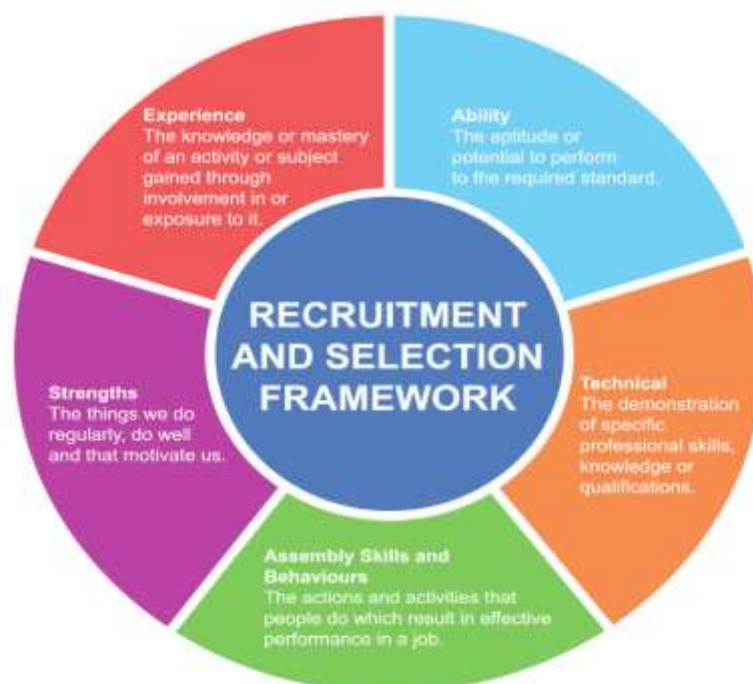 Experience
The knowledge or mastery
of an activity or subject
gained through
involvement in or
exposure to it.
Ability
The aptitude or
potential to perform
to the required standard.
RECRUITMENT
AND SELECTION
FRAMEWORK
Strengths
The things we do
regularly, do well
and that motivate us.
Technical
The demonstration
of specific
professional skills,
knowledge or
qualifications.
Assembly Skills and
Behaviours
The actions and activities that
people do which result in effective
performance in a job.